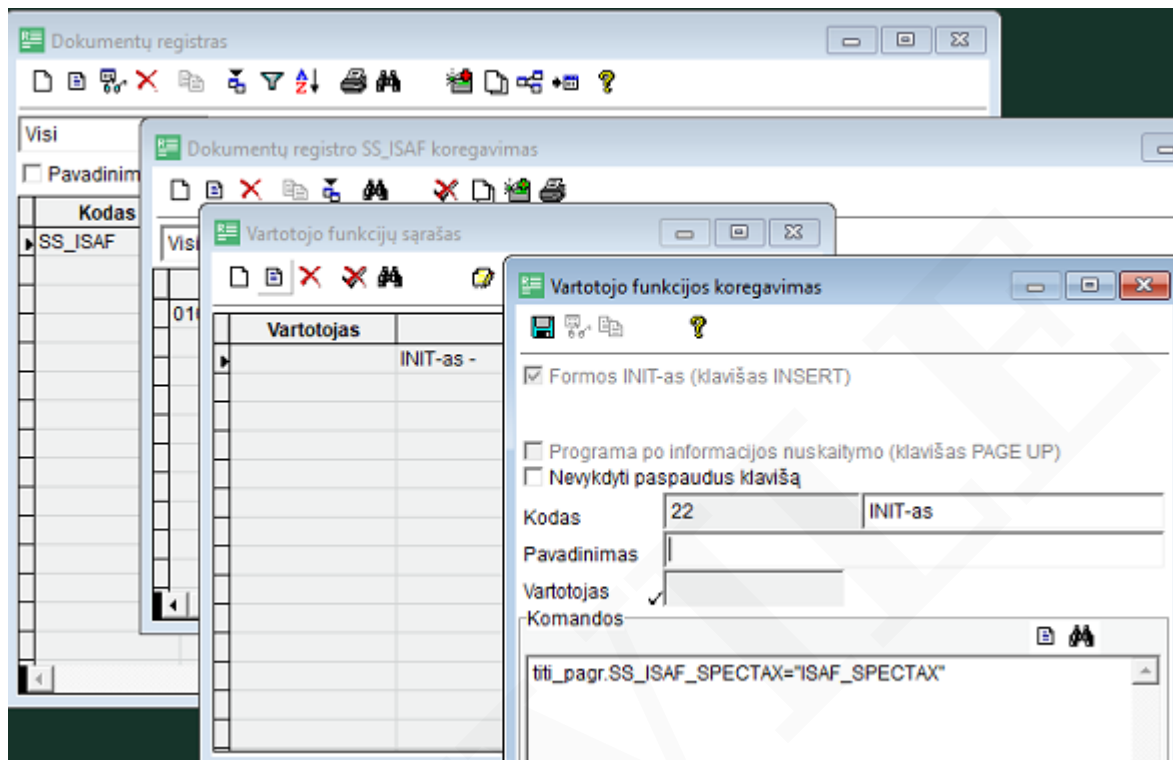 Dokumentų registras
Visi
Dokumentų registro SS_ISAF koregavimas
Pavadinim
Kodas
SS_ISAF
Visi
Vartotojo funkcijų sąrašas
Vartotojas
INIT-as -
Vartotojo funkcijos koregavimas
Formos INIT-as (klavišas INSERT)
Programa po informacijos nuskaitymo (klavišas PAGE UP)
Nevykdyti paspaudus klavišą
Kodas 22 INIT-as
Pavadinimas
Vartotojas
Komandos
titi_pagr.SS_ISAF_SPECTAX="ISAF_SPECTAX"